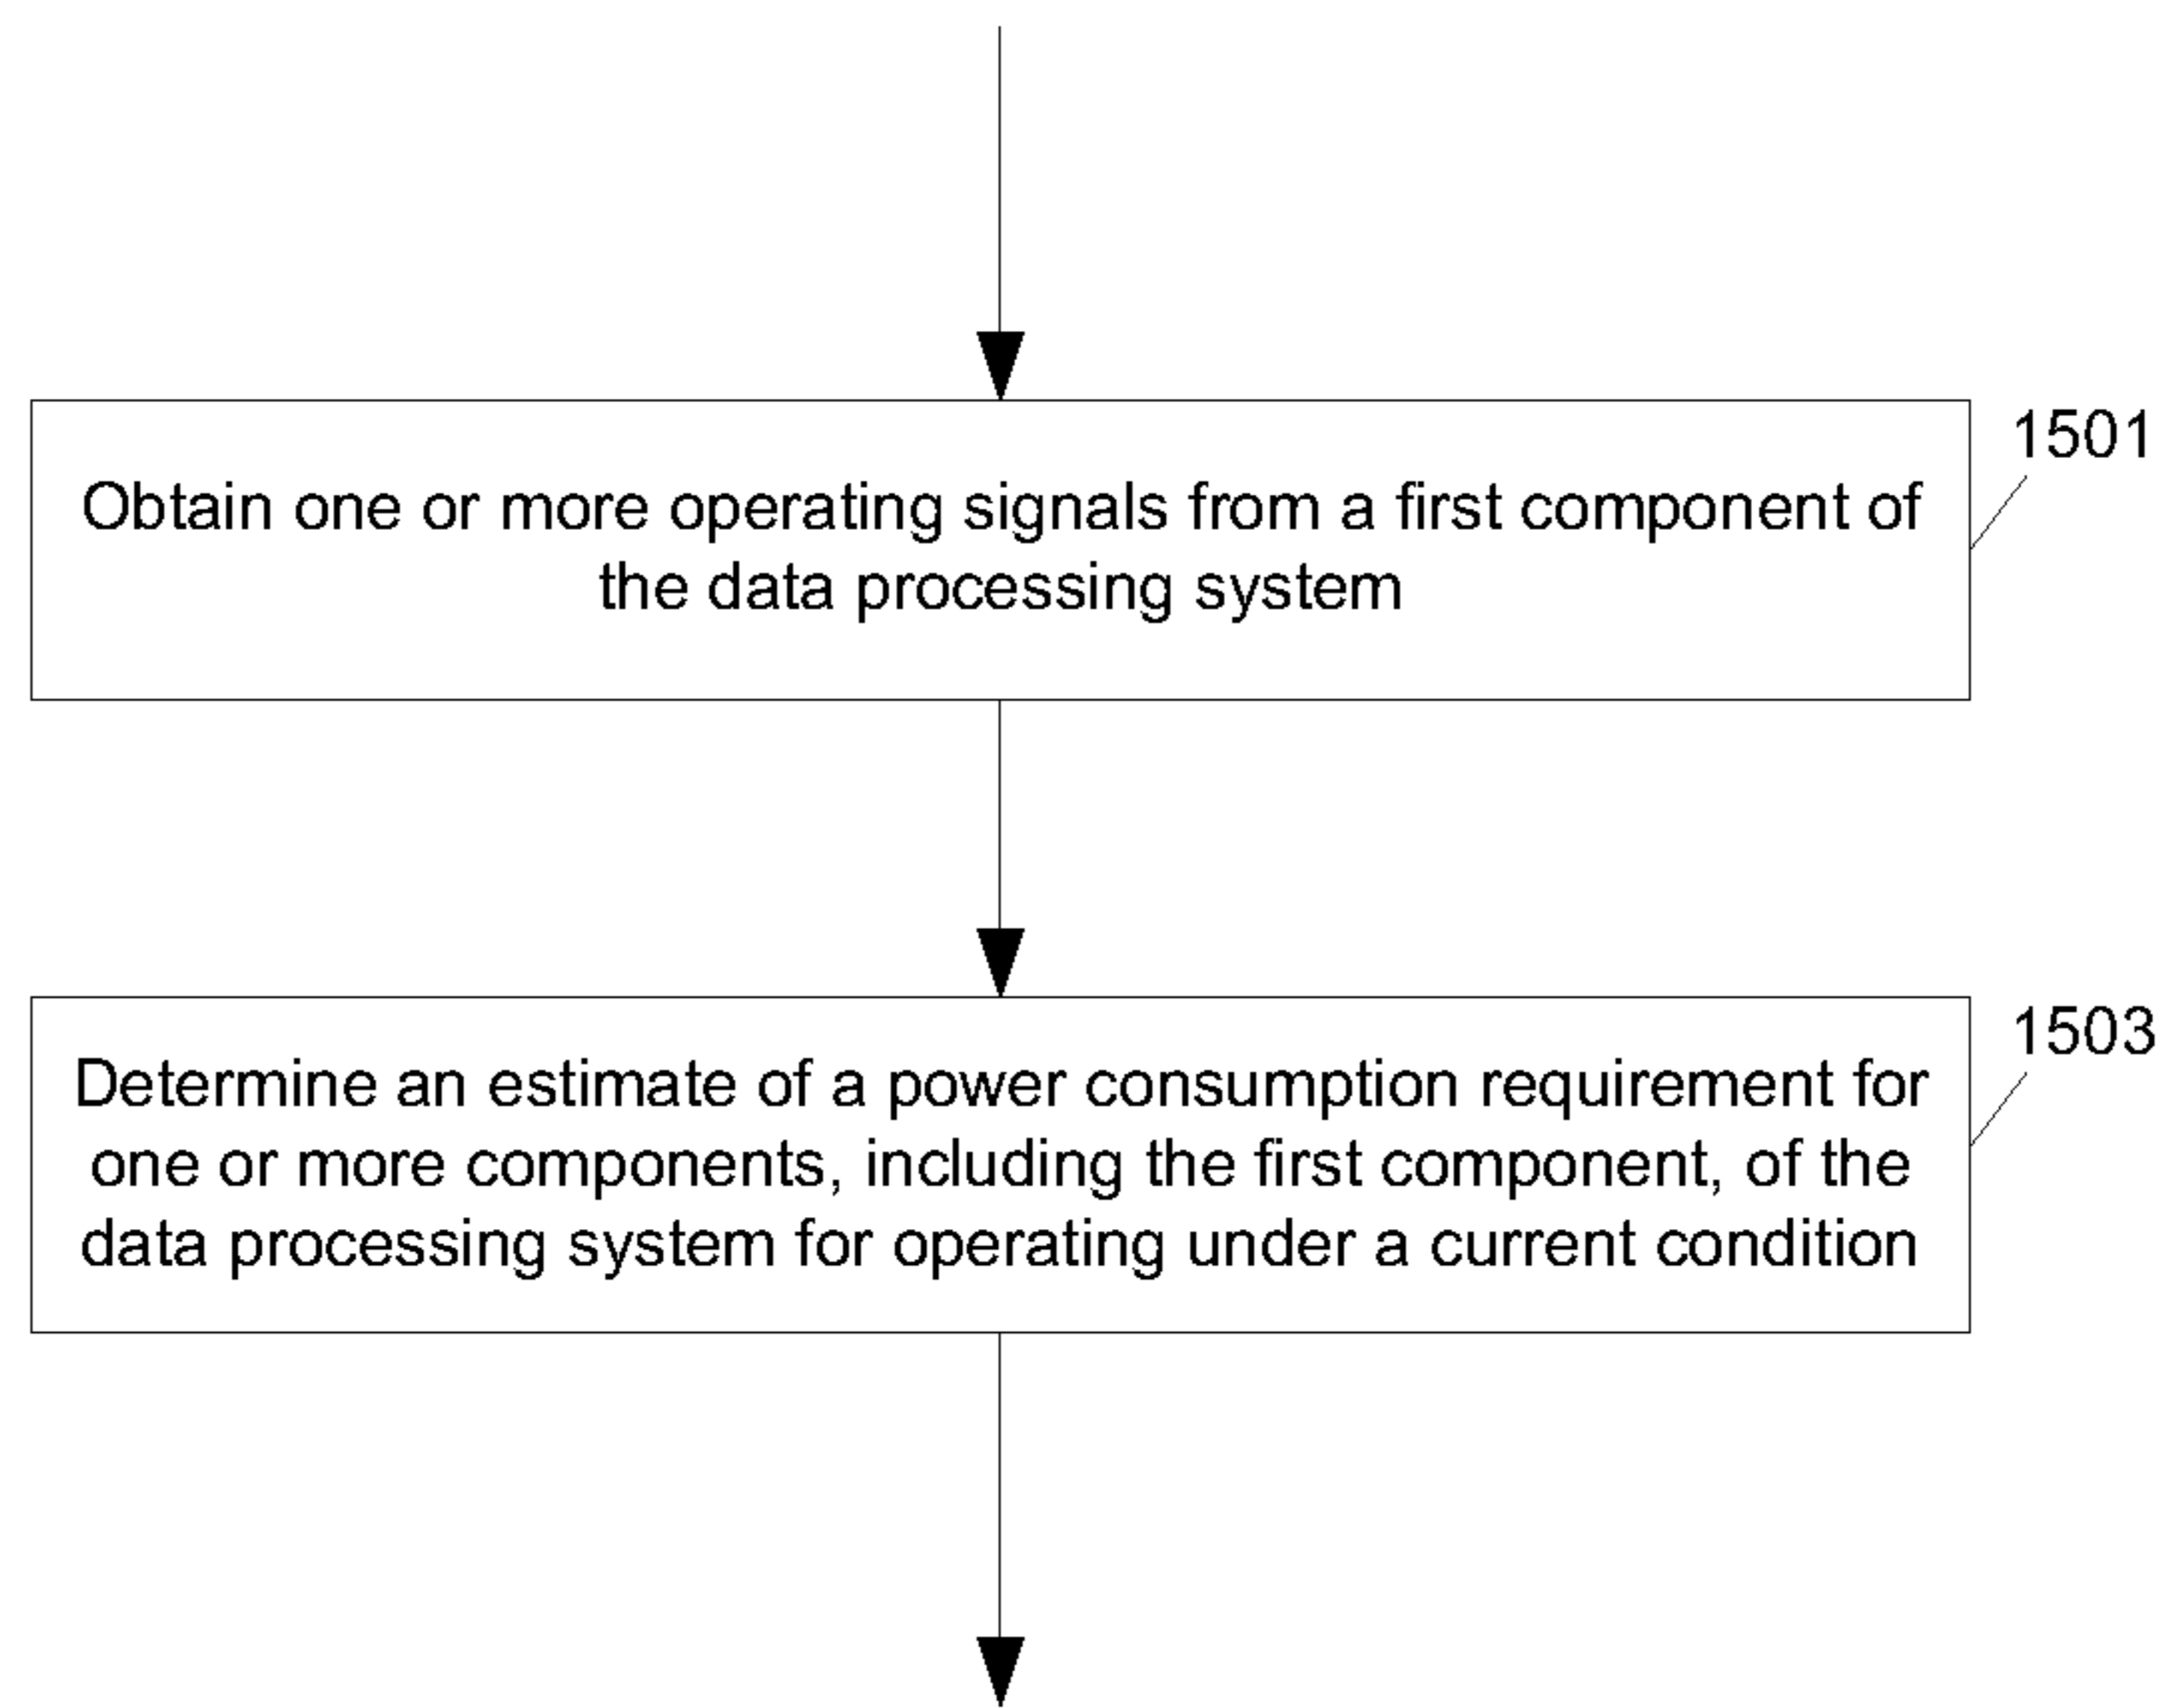 Obtain one or more operating signals from a first component of
the data processing system
1501
Determine an estimate of a power consumption requirement for
one or more components, including the first component, of the
data processing system for operating under a current condition
1503